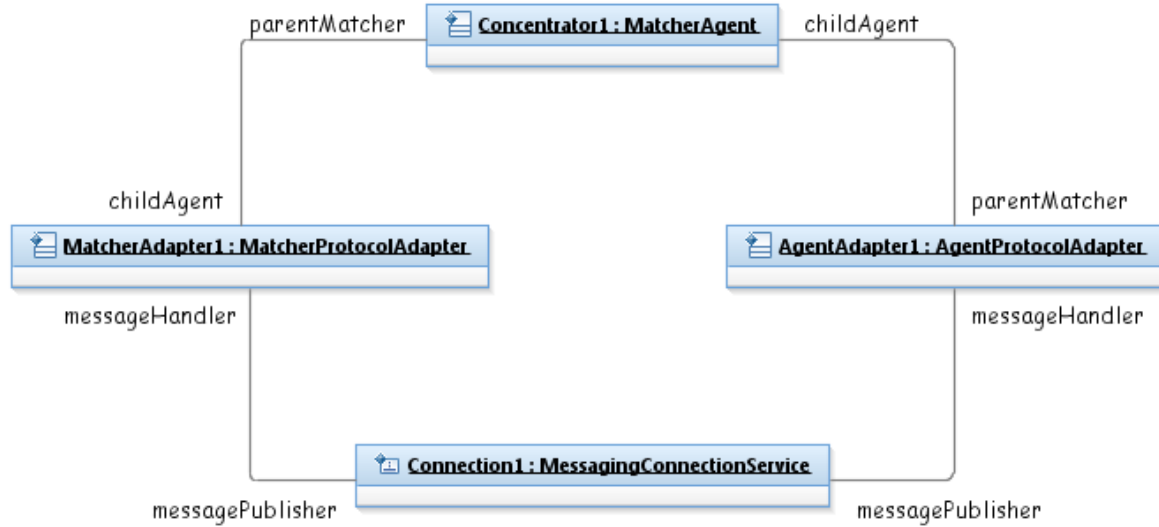 parentMatcher
Concentrator1 : MatcherAgent
childAgent
childAgent
parentMatcher
MatcherAdapter1 : MatcherProtocolAdapter
AgentAdapter1 : AgentProtocolAdapter
messageHandler
messageHandler
Connection1 : MessagingConnectionService
messagePublisher
messagePublisher